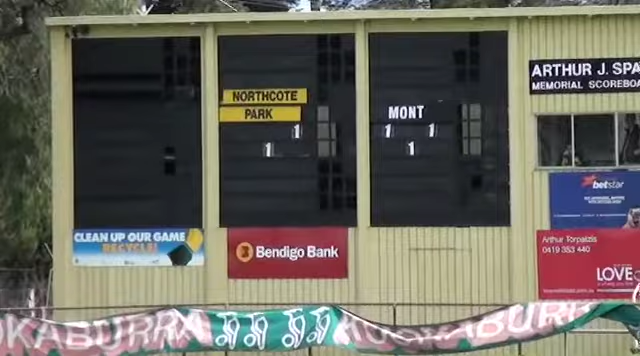 ARTHUR J. SPA
MEMORIAL SCOREBOA
NORTHCOTE
PARK
1
1
MONT
1 1
1
betstar
CLEAN UP OUR GAME
RECYCLE!
Bendigo Bank
Arthur Torpatzis
0419 353 440
LOVE
OKABURRA KOOKABURR